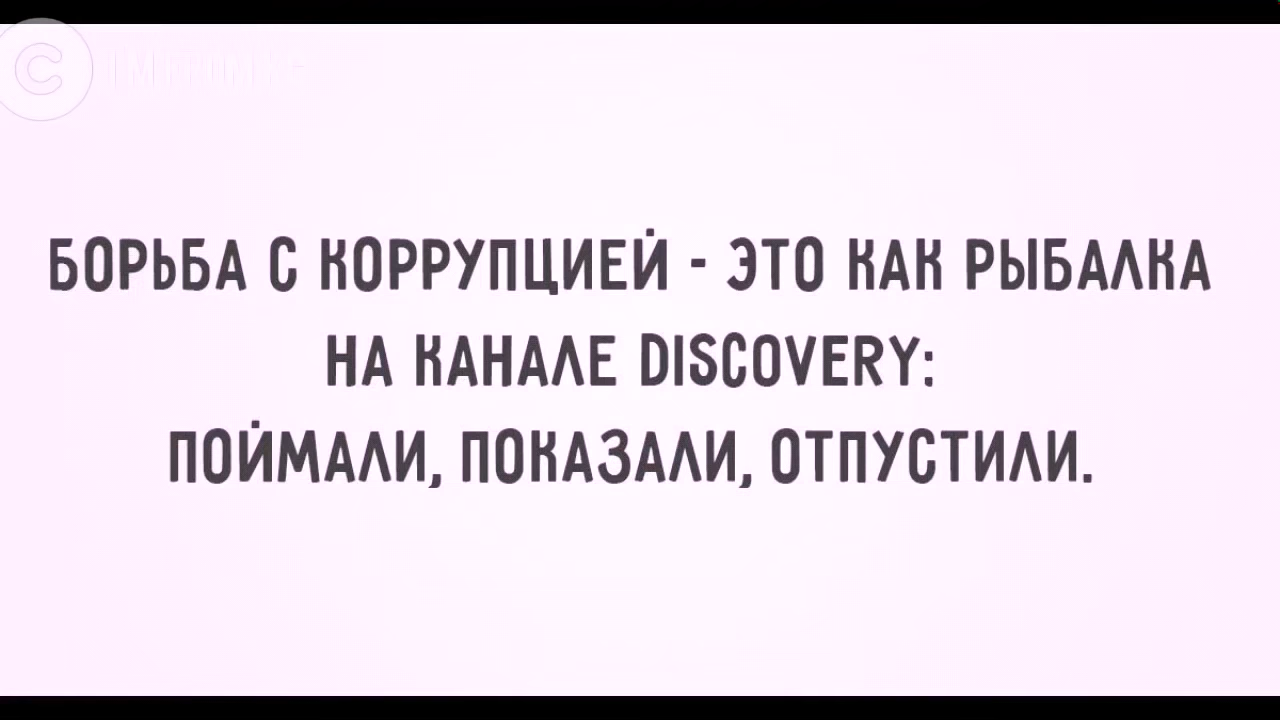 БОРЬБА С КОРРУПЦИЕЙ - ЭТО КАК РЫБАЛКА
НА КАНАЛЕ DISCOVERY:
ПОЙМАЛИ, ПОКАЗАЛИ, ОТПУСТИЛИ.